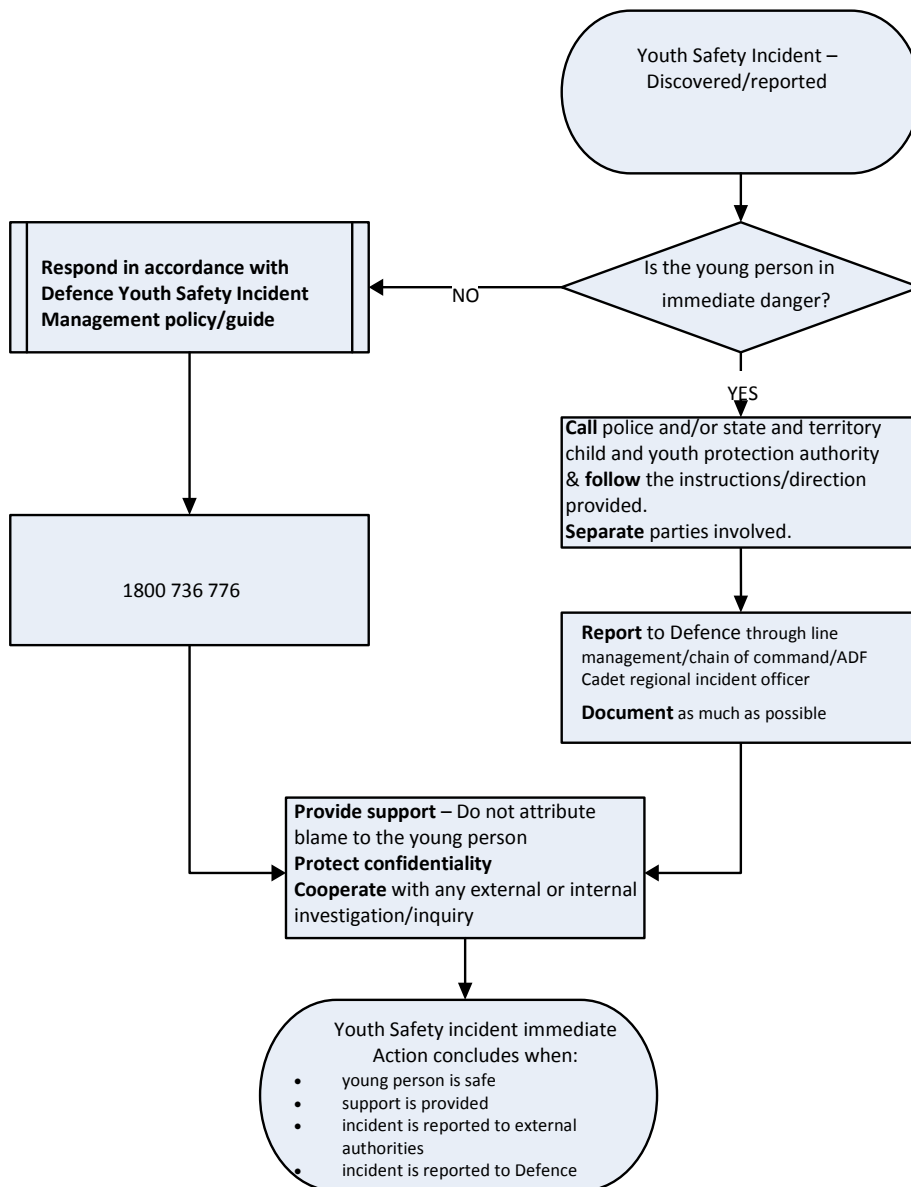 Youth Safety Incident –
Discovered/reported
Is the young person in
immediate danger?
NO
Respond in accordance with
Defence Youth Safety Incident
Management policy/guide
1800 736 776
YES
Call police and/or state and territory
child and youth protection authority
& follow the instructions/direction
provided.
Separate parties involved.
Report to Defence through line
management/chain of command/ADF
Cadet regional incident officer
Document as much as possible
Provide support – Do not attribute
blame to the young person
Protect confidentiality
Cooperate with any external or internal
investigation/inquiry
Youth Safety incident immediate
Action concludes when:
• young person is safe
• support is provided
• incident is reported to external
authorities
• incident is reported to Defence